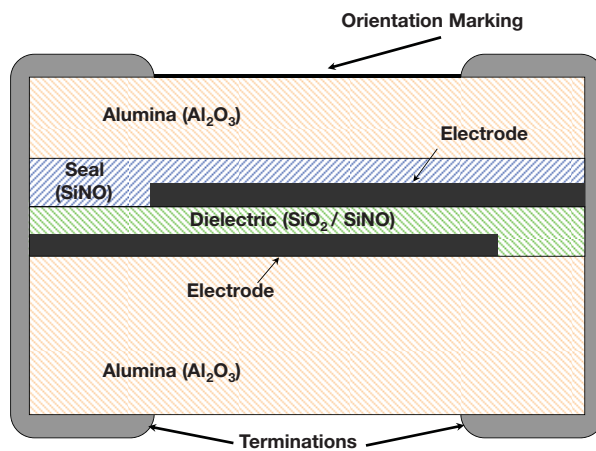 Orientation Marking
Alumina (Al₂O₃)
Electrode
Seal
(SiNO)
Dielectric (SiO₂ / SiNO)
Electrode
Alumina (Al₂O₃)
Terminations